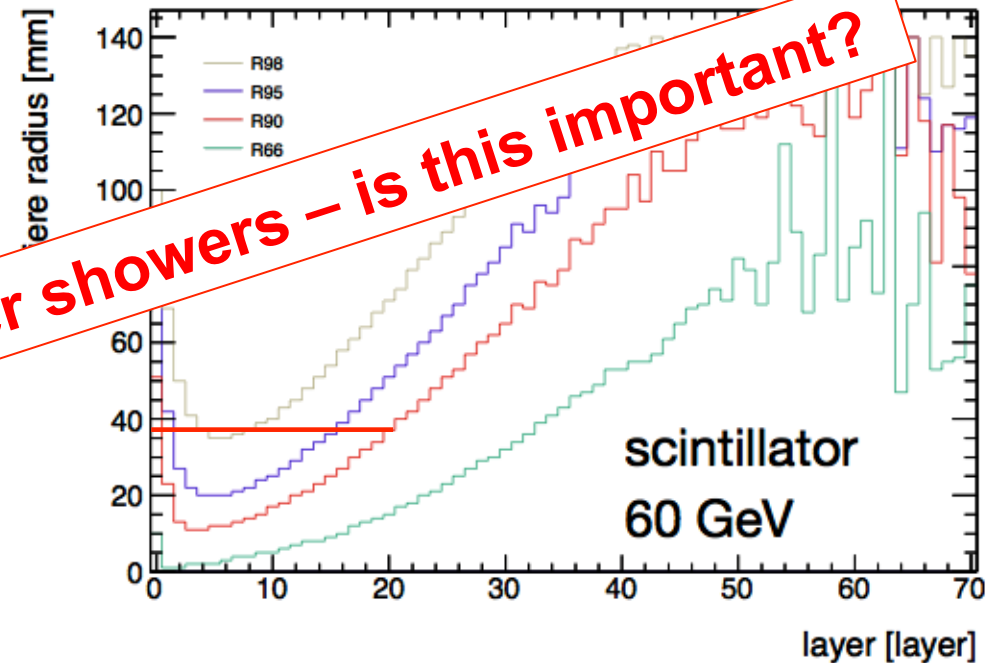 140
120
100
60
40
20
0
0 10 20 30 40 50 60 70
radius [mm]
layer [layer]
R98
R95
R90
R66
showers – is this important?
scintillator
60 GeV